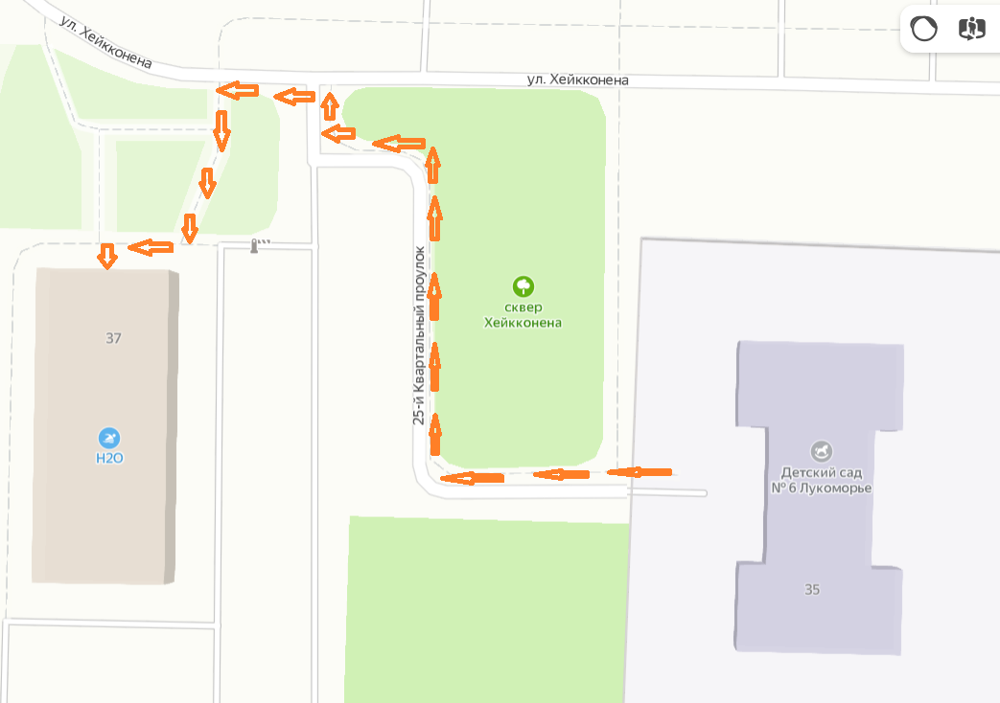 ул. Хейкконена
ул. Хейкконена
25-й Квартальный проулок
сквер
Хейкконена
37
H2O
Детский сад
№ 6 Лукоморье
35